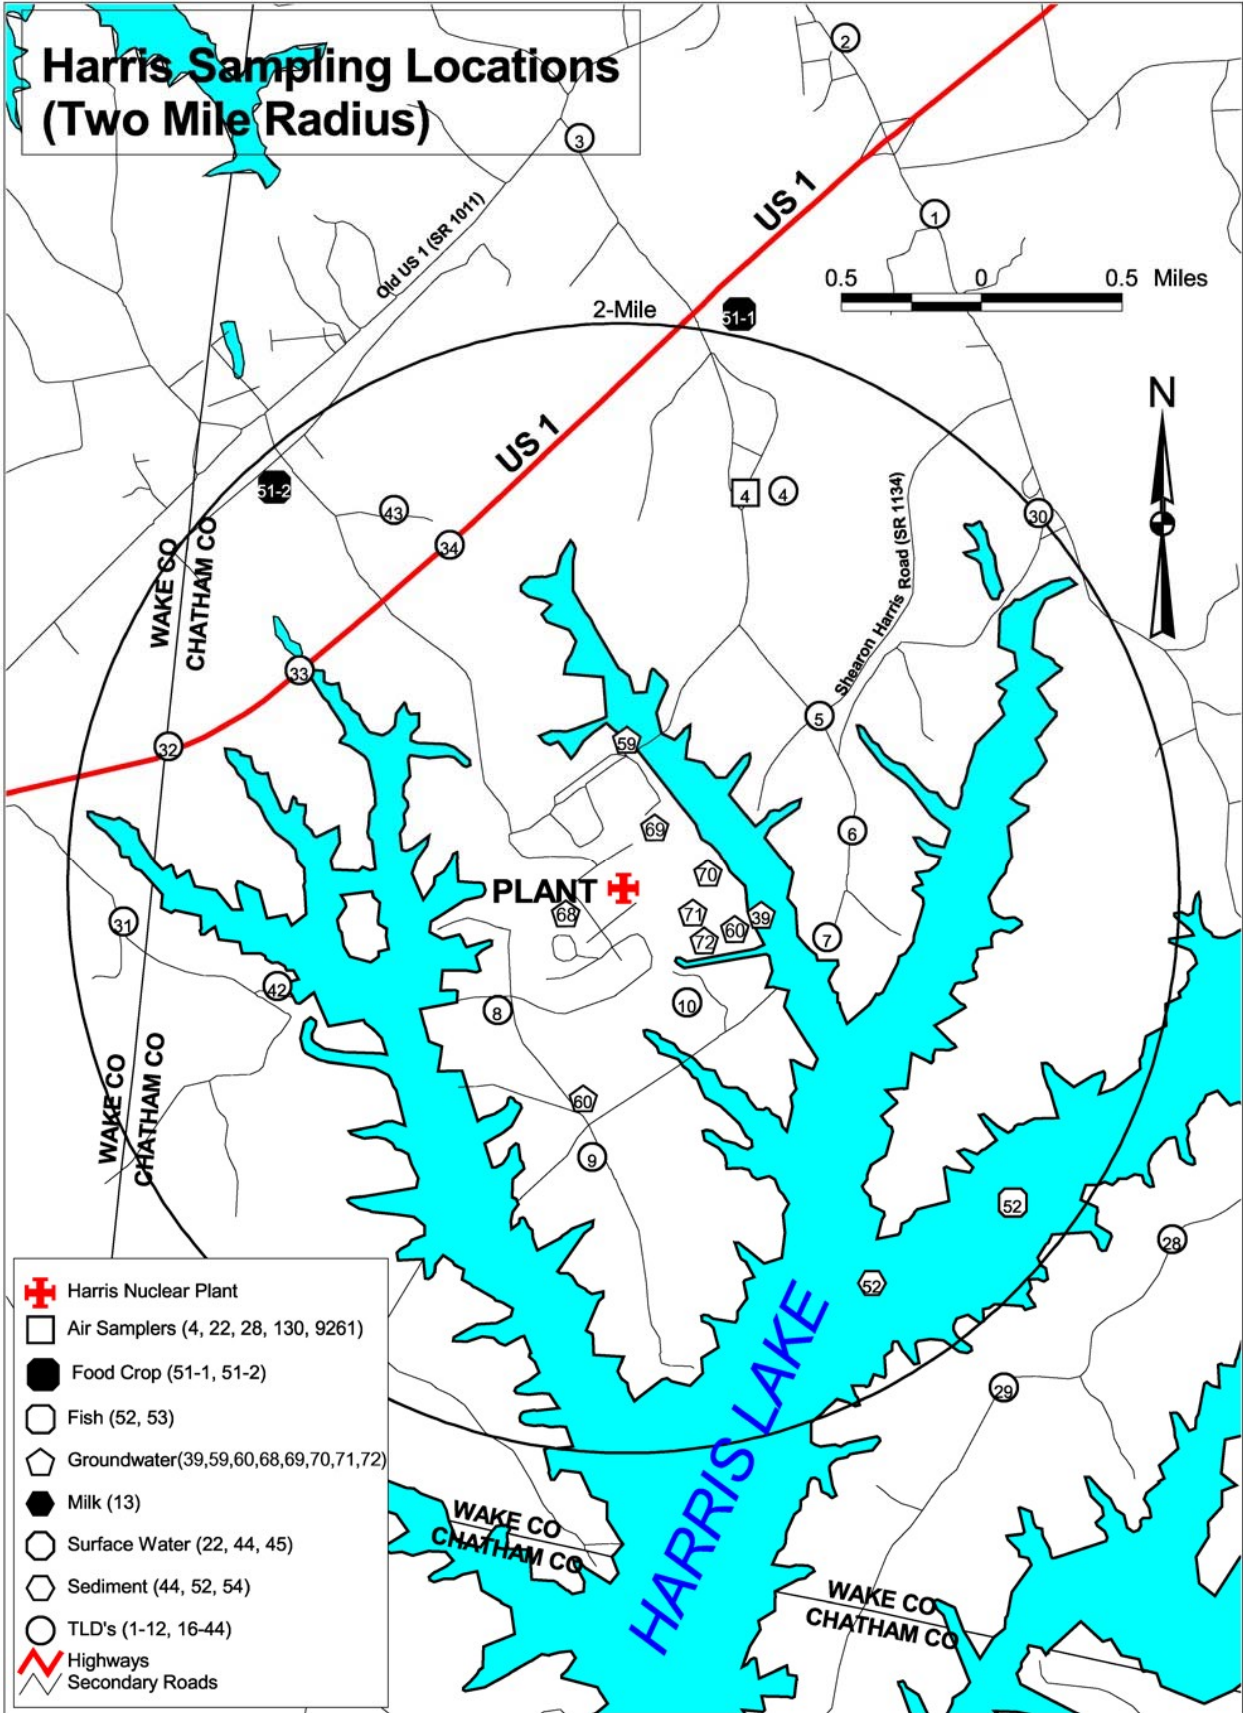 Harris Sampling Locations
(Two Mile Radius)
2
3
1
US 1
Old US 1 (SR 1011)
0.5 0 0.5 Miles
2-Mile
51-1
N
US 1
51-2
4
4
43
30
34
WAKE CO
CHATHAM CO
Shearon Harris Road (SR 1134)
33
5
59
32
69
6
70
PLANT
68
71
39
60
72
7
31
42
8
10
WAKE CO
CHATHAM CO
60
9
52
28
52
HARRIS LAKE
29
WAKE CO
CHATHAM CO
WAKE CO
CHATHAM CO
Harris Nuclear Plant
Air Samplers (4, 22, 28, 130, 9261)
Food Crop (51-1, 51-2)
Fish (52, 53)
Groundwater(39,59,60,68,69,70,71,72)
Milk (13)
Surface Water (22, 44, 45)
Sediment (44, 52, 54)
TLD's (1-12, 16-44)
Highways
Secondary Roads